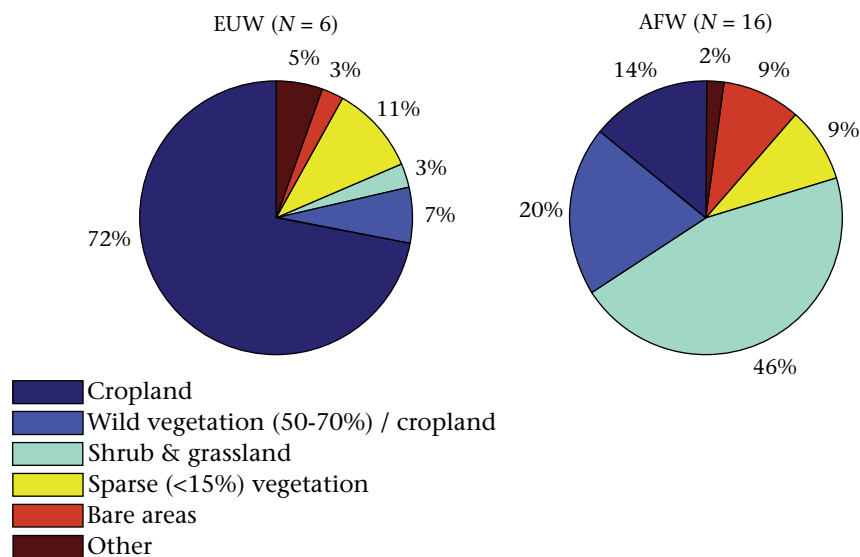 EUW (N = 6)
5%
3%
11%
3%
7%
72%
AFW (N = 16)
2%
9%
9%
46%
20%
14%
Cropland
Wild vegetation (50-70%) / cropland
Shrub & grassland
Sparse (<15%) vegetation
Bare areas
Other